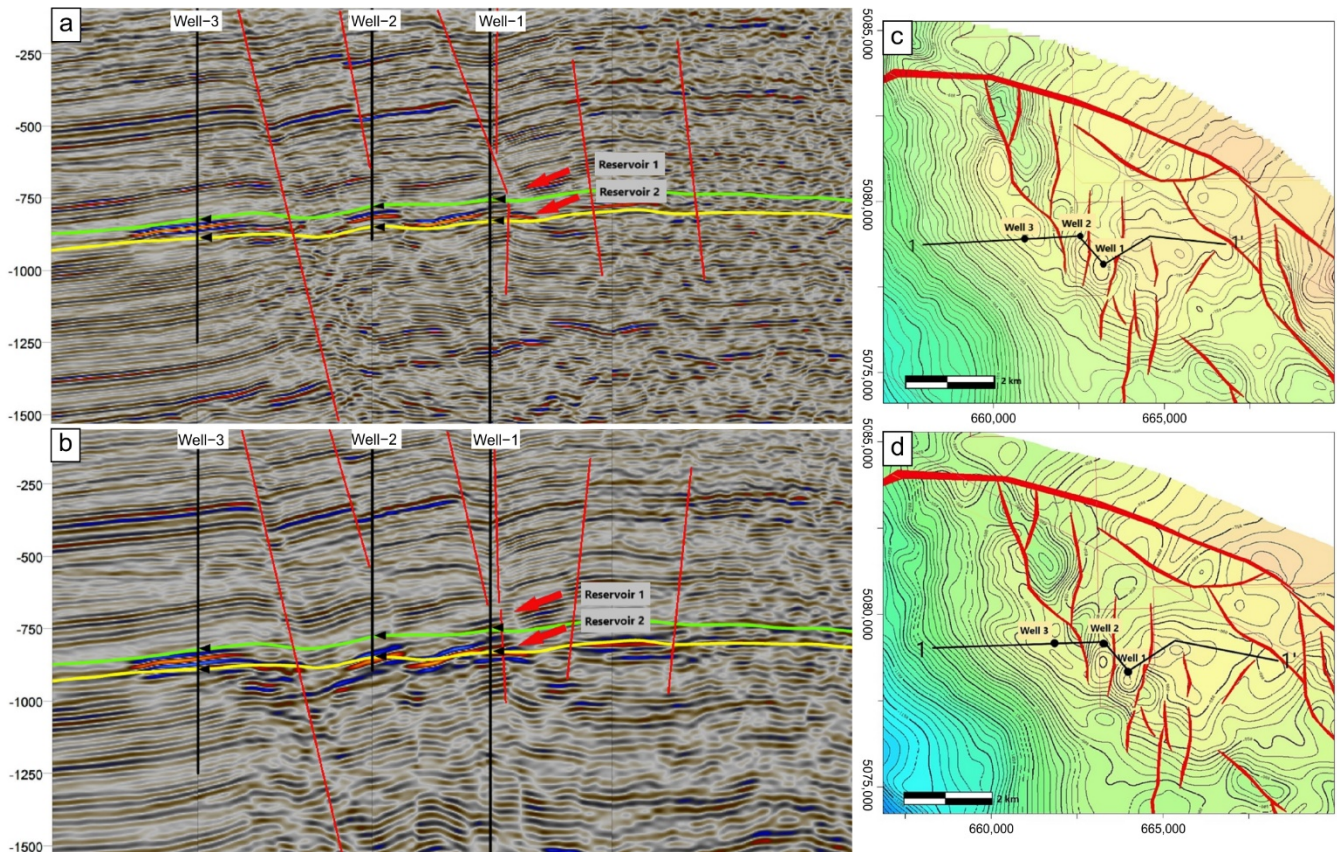 a
Well-3
Well-2
Well-1
-250
-500
-750
-1000
-1250
-1500
Reservoir 1
Reservoir 2
b
Well-3
Well-2
Well-1
-250
-500
-750
-1000
-1250
-1500
Reservoir 1
Reservoir 2
c
5085,000
5080,000
5075,000
1
Well 3
Well 2
Well 1
1'
2 km
660,000
665,000
d
5085,000
5080,000
5075,000
1
Well 3
Well 2
Well 1
1'
2 km
660,000
665,000